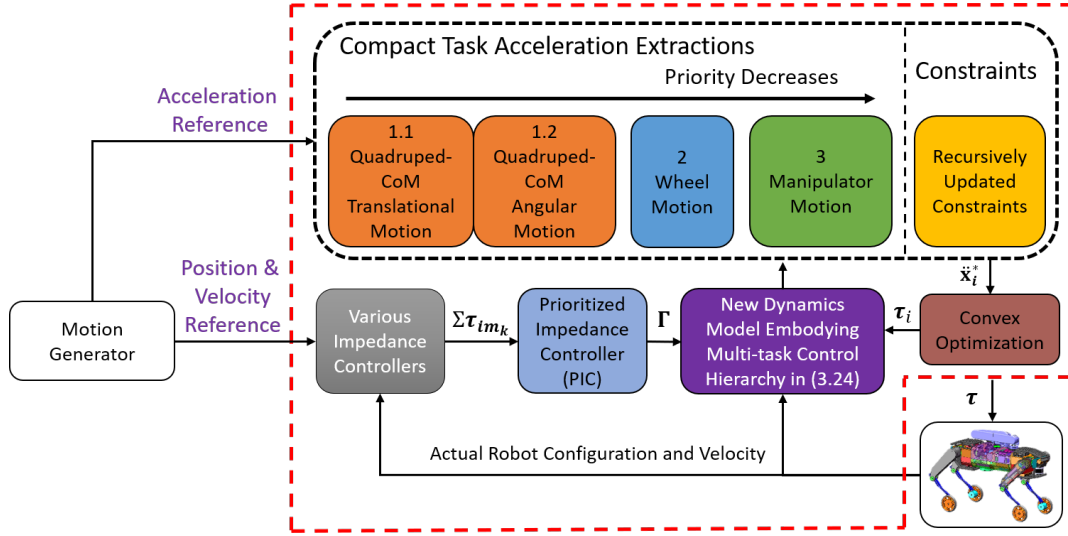 Compact Task Acceleration Extractions
Constraints
Priority Decreases
Acceleration
Reference
1.1
Quadruped-
CoM
Translational
Motion
1.2
Quadruped-
CoM
Angular
Motion
2
Wheel
Motion
3
Manipulator
Motion
Recursively
Updated
Constraints
Position &
Velocity
Reference
ẍᵢ*
Motion
Generator
Various
Impedance
Controllers
Στ_{im_k}
Prioritized
Impedance
Controller
(PIC)
Γ
New Dynamics
Model Embodying
Multi-task Control
Hierarchy in (3.24)
τᵢ
Convex
Optimization
τ
Actual Robot Configuration and Velocity